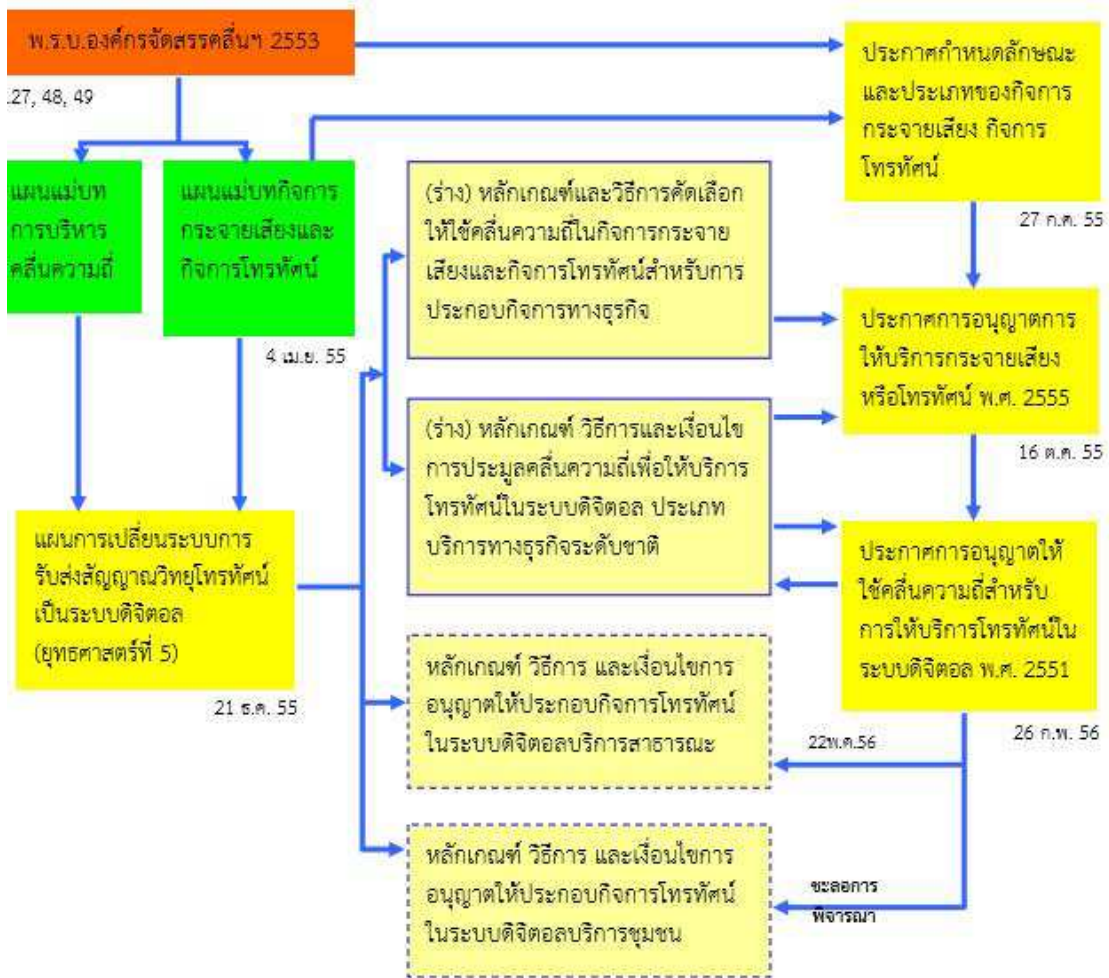 พ.ร.บ.องค์กรจัดสรรคลื่นฯ 2553
.27, 48, 49
แผนแม่บท
การบริหาร
คลื่นความถี่
แผนแม่บทกิจการ
กระจายเสียงและ
กิจการโทรทัศน์
4 เม.ย. 55
แผนการเปลี่ยนระบบการ
รับส่งสัญญาณวิทยุโทรทัศน์
เป็นระบบดิจิตอล
(ยุทธศาสตร์ที่ 5)
21 ธ.ค. 55
(ร่าง) หลักเกณฑ์และวิธีการคัดเลือก
ให้ใช้คลื่นความถี่ในกิจการกระจาย
เสียงและกิจการโทรทัศน์สำหรับการ
ประกอบกิจการทางธุรกิจ
(ร่าง) หลักเกณฑ์ วิธีการและเงื่อนไข
การประมูลคลื่นความถี่เพื่อให้บริการ
โทรทัศน์ในระบบดิจิตอล ประเภท
บริการทางธุรกิจระดับชาติ
หลักเกณฑ์ วิธีการ และเงื่อนไขการ
อนุญาตให้ประกอบกิจการโทรทัศน์
ในระบบดิจิตอลบริการสาธารณะ
หลักเกณฑ์ วิธีการ และเงื่อนไขการ
อนุญาตให้ประกอบกิจการโทรทัศน์
ในระบบดิจิตอลบริการชุมชน
ประกาศกำหนดลักษณะ
และประเภทของกิจการ
กระจายเสียง กิจการ
โทรทัศน์
27 ก.ค. 55
ประกาศการอนุญาตการ
ให้บริการกระจายเสียง
หรือโทรทัศน์ พ.ศ. 2555
16 ต.ค. 55
ประกาศการอนุญาตให้
ใช้คลื่นความถี่สำหรับ
การให้บริการโทรทัศน์ใน
ระบบดิจิตอล พ.ศ. 2551
26 ก.พ. 56
22พ.ค.56
ชะลอการ
พิจารณา